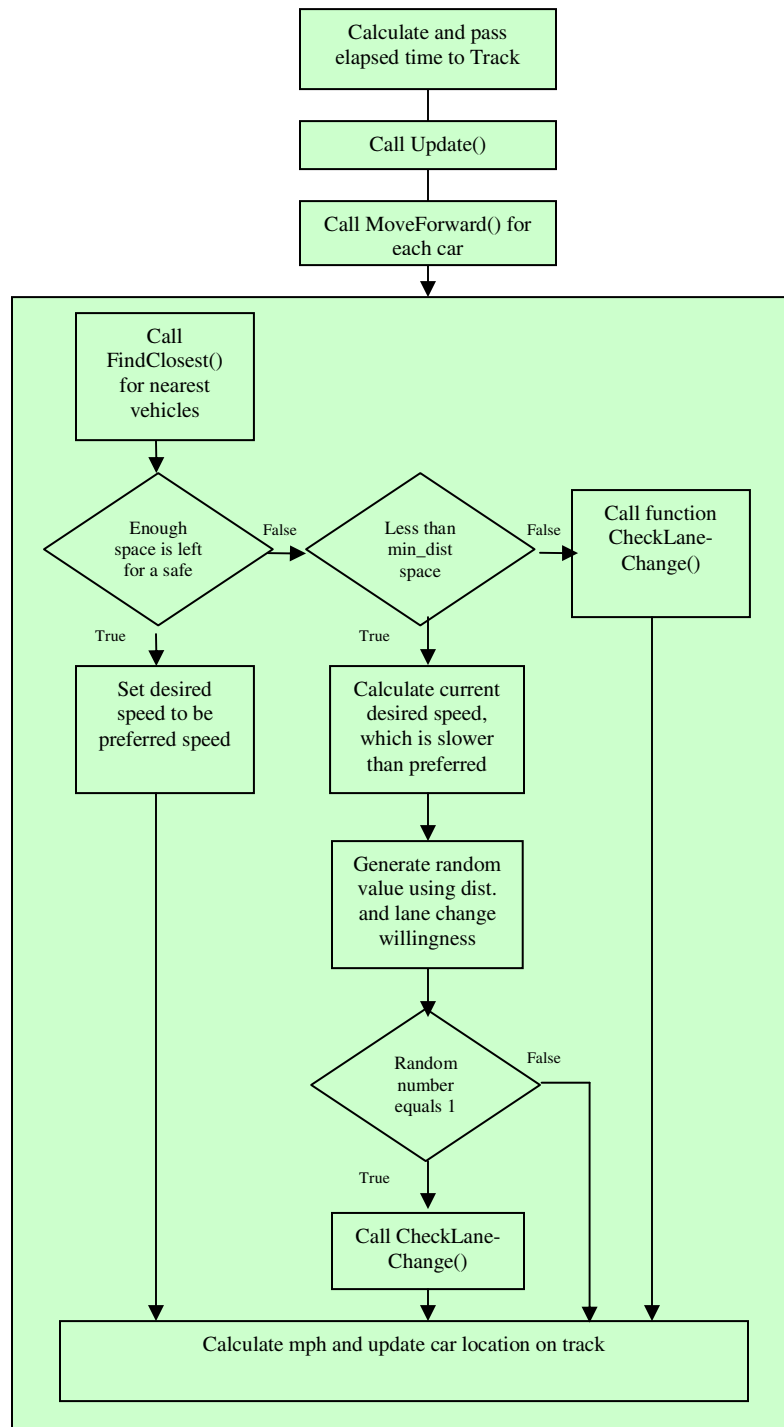 Calculate and pass
elapsed time to Track
Call Update()
Call MoveForward() for
each car
Call
FindClosest()
for nearest
vehicles
Enough
space is left
for a safe
False
Less than
min_dist
space
False
Call function
CheckLane-
Change()
True
True
Set desired
speed to be
preferred speed
Calculate current
desired speed,
which is slower
than preferred
Generate random
value using dist.
and lane change
willingness
Random
number
equals 1
False
True
Call CheckLane-
Change()
Calculate mph and update car location on track